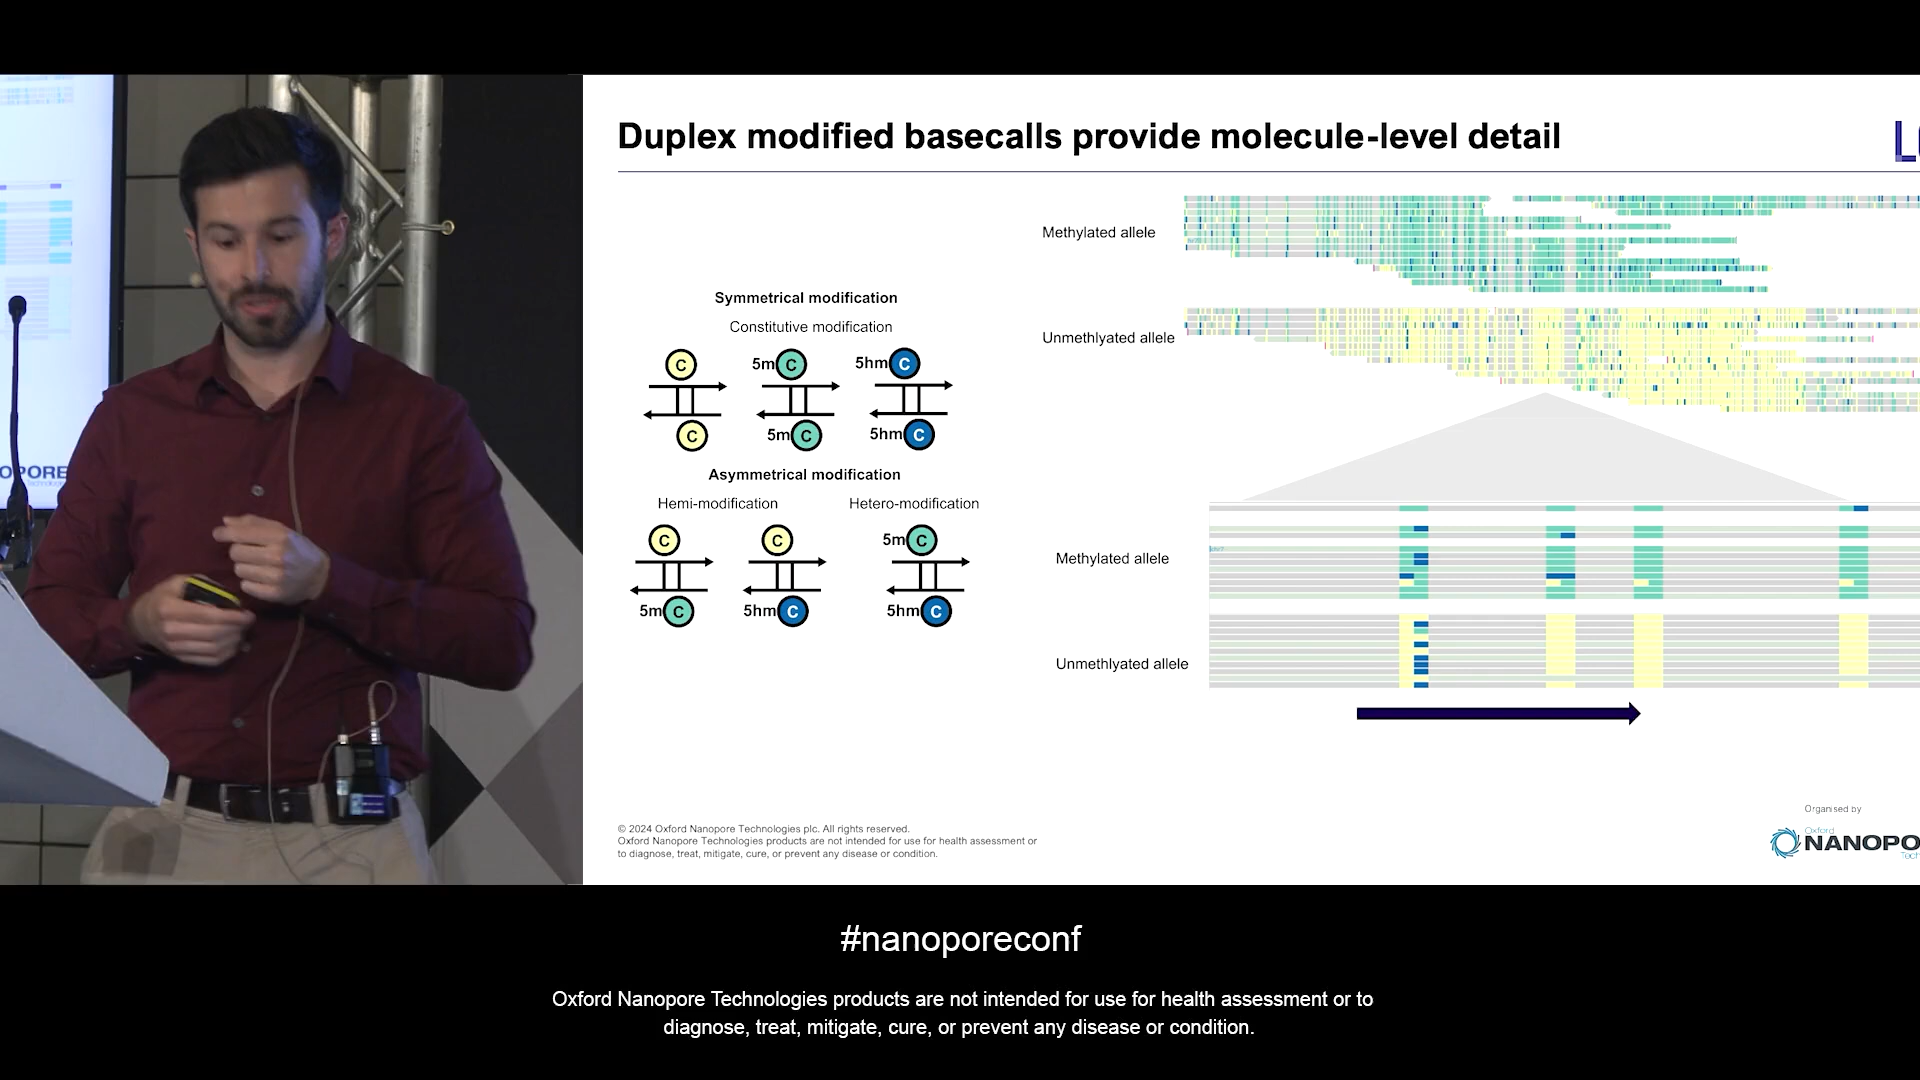 Duplex modified basecalls provide molecule-level detail
Symmetrical modification
Constitutive modification
C
5m C
5hm C
C
5m C
5hm C
Asymmetrical modification
Hemi-modification
Hetero-modification
C
C
5m C
5m C
5hm C
5hm C
Methylated allele
Unmethlyated allele
Methylated allele
Unmethlyated allele
© 2024 Oxford Nanopore Technologies plc. All rights reserved.
Oxford Nanopore Technologies products are not intended for use for health assessment or
to diagnose, treat, mitigate, cure, or prevent any disease or condition.
Organised by
Oxford
NANOPO
Tech
OPORE
#nanoporeconf
Oxford Nanopore Technologies products are not intended for use for health assessment or to
diagnose, treat, mitigate, cure, or prevent any disease or condition.